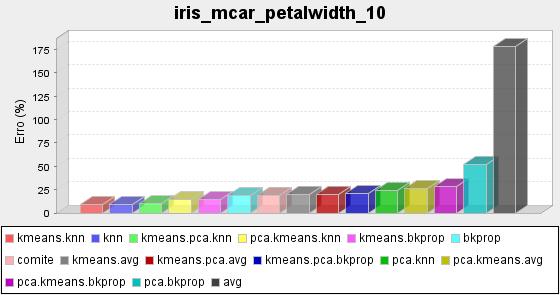 iris_mcar_petalwidth_10
175
150
125
100
75
50
25
0
Erro (%)
kmeans.knn knn kmeans.pca.knn pca.kmeans.knn kmeans.bkprop bkprop
comite kmeans.avg kmeans.pca.avg kmeans.pca.bkprop pca.knn pca.kmeans.avg
pca.kmeans.bkprop pca.bkprop avg